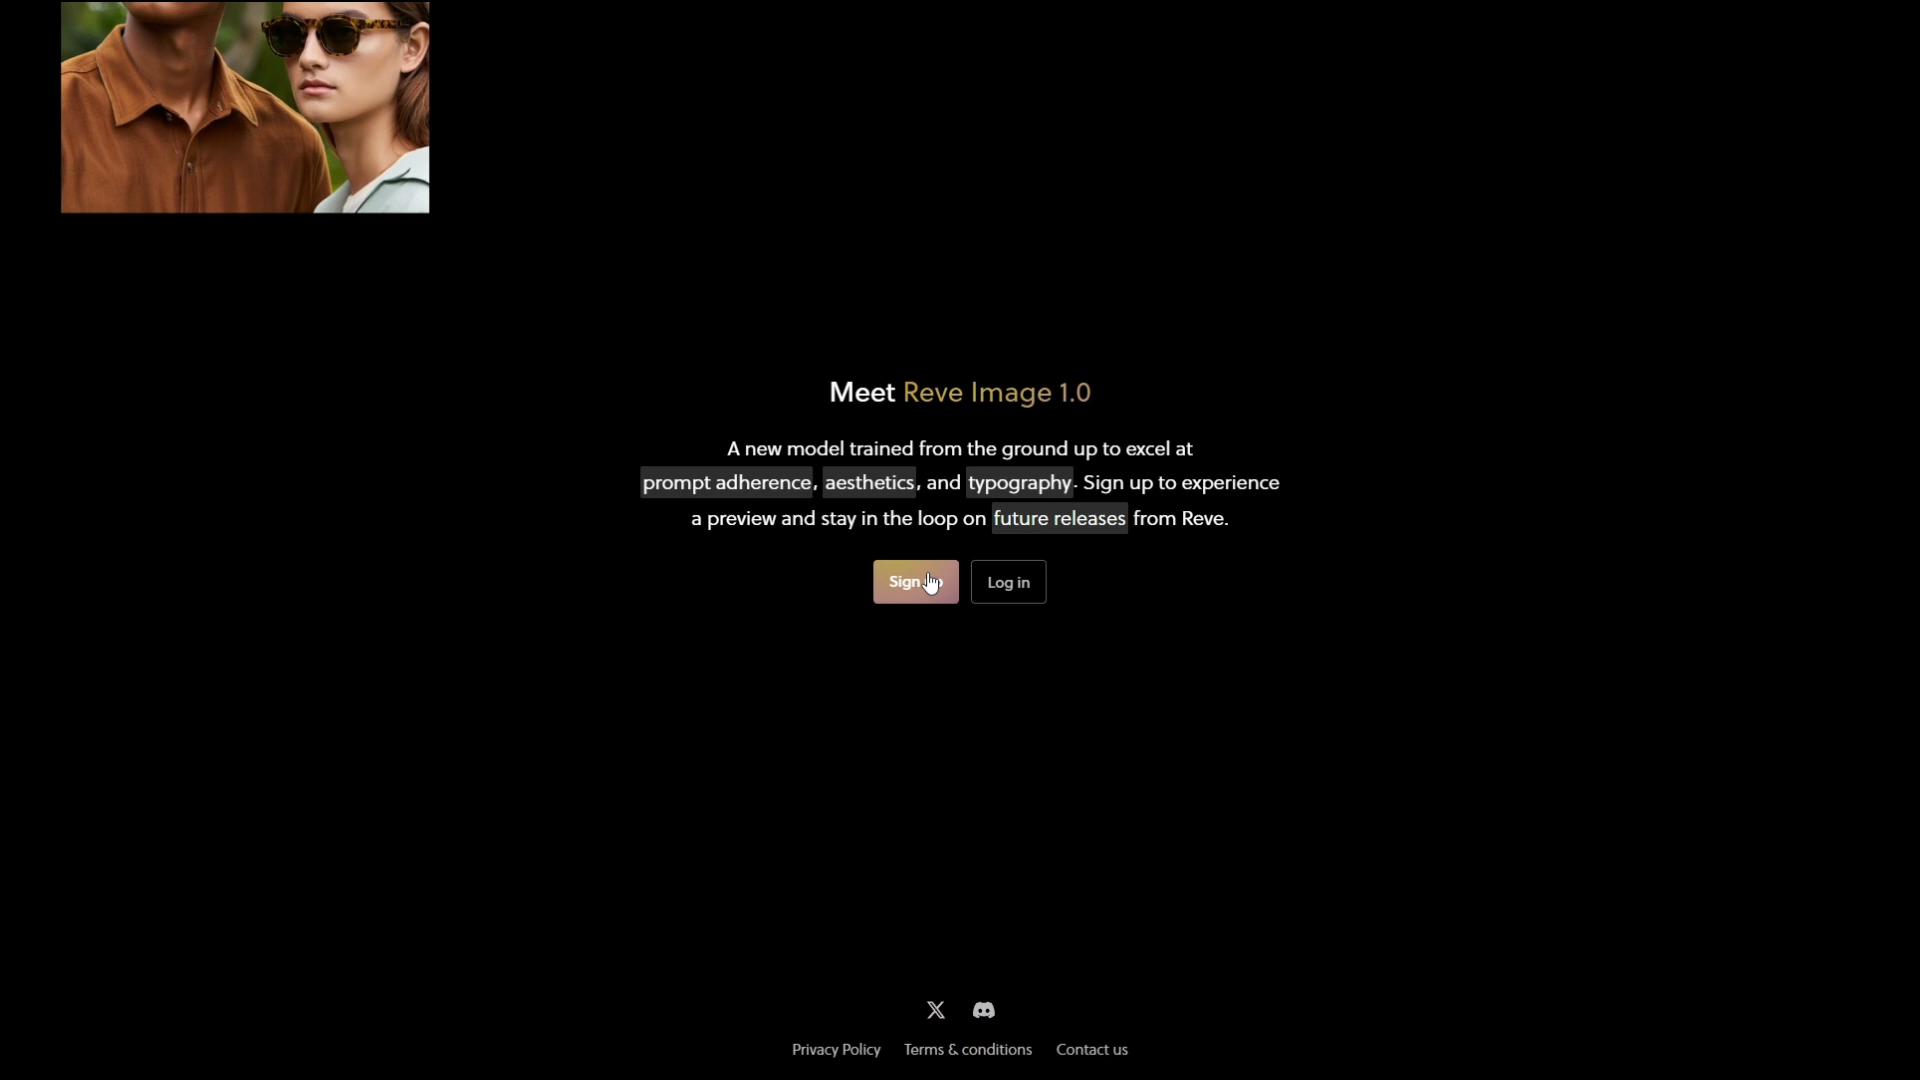 Meet Reve Image 1.0
A new model trained from the ground up to excel at
prompt adherence, aesthetics, and typography. Sign up to experience
a preview and stay in the loop on future releases from Reve.
Sign
Log in
Privacy Policy Terms & conditions Contact us